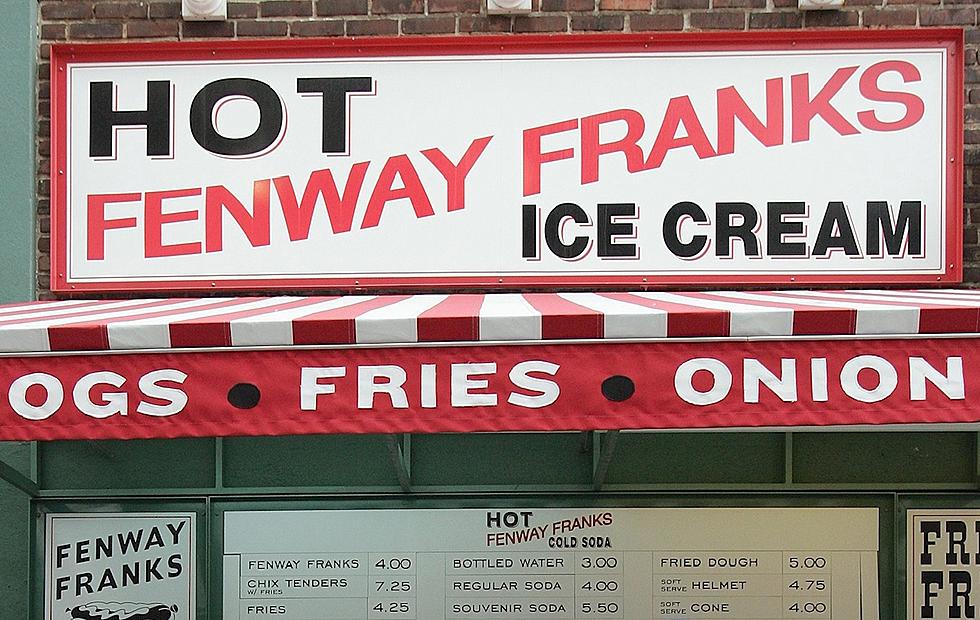 HOT
FENWAY FRANKS
ICE CREAM
OGS • FRIES • ONION
HOT
FENWAY FRANKS
COLD SODA
FENWAY FRANKS 4.00 BOTTLED WATER 3.00 FRIED DOUGH 5.00
CHIX TENDERS W/ FRIES 7.25 REGULAR SODA 4.00 SOFT SERVE HELMET 4.75
FRIES 4.25 SOUVENIR SODA 5.50 SOFT SERVE CONE 4.00
FENWAY
FRANKS
FRI
FR